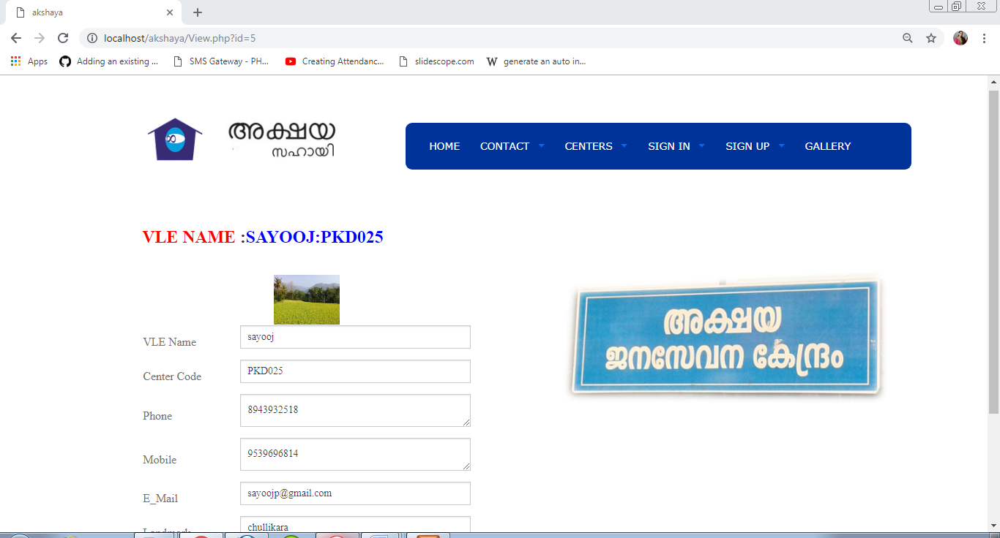 akshaya
localhost/akshaya/View.php?id=5
Apps
Adding an existing ...
SMS Gateway - PH...
Creating Attendanc...
slidescope.com
generate an auto in...
അക്ഷയ
സഹായി
HOME CONTACT CENTERS SIGN IN SIGN UP GALLERY
VLE NAME :SAYOOJ:PKD025
അക്ഷയ
ജനസേവന കേന്ദ്രം
VLE Name sayooj
Center Code PKD025
Phone 8943932518
Mobile 9539696814
E_Mail sayoojp@gmail.com
Landmark chullikara